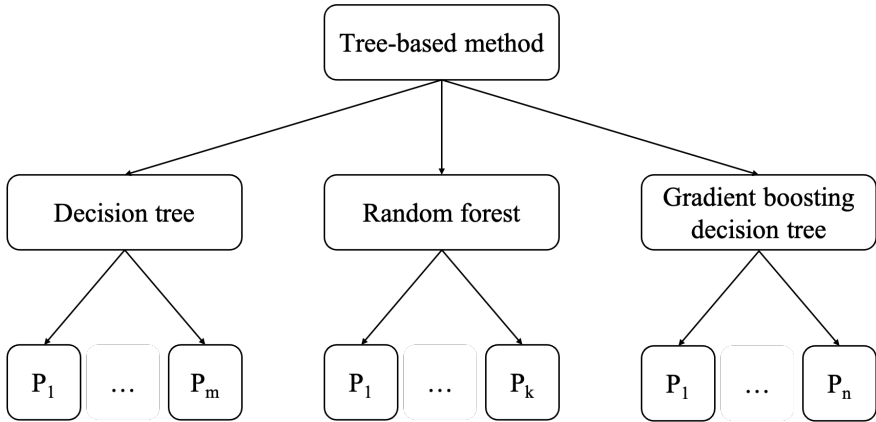 Tree-based method
Decision tree
Random forest
Gradient boosting
decision tree
P₁ … Pₘ
P₁ … Pₖ
P₁ … Pₙ